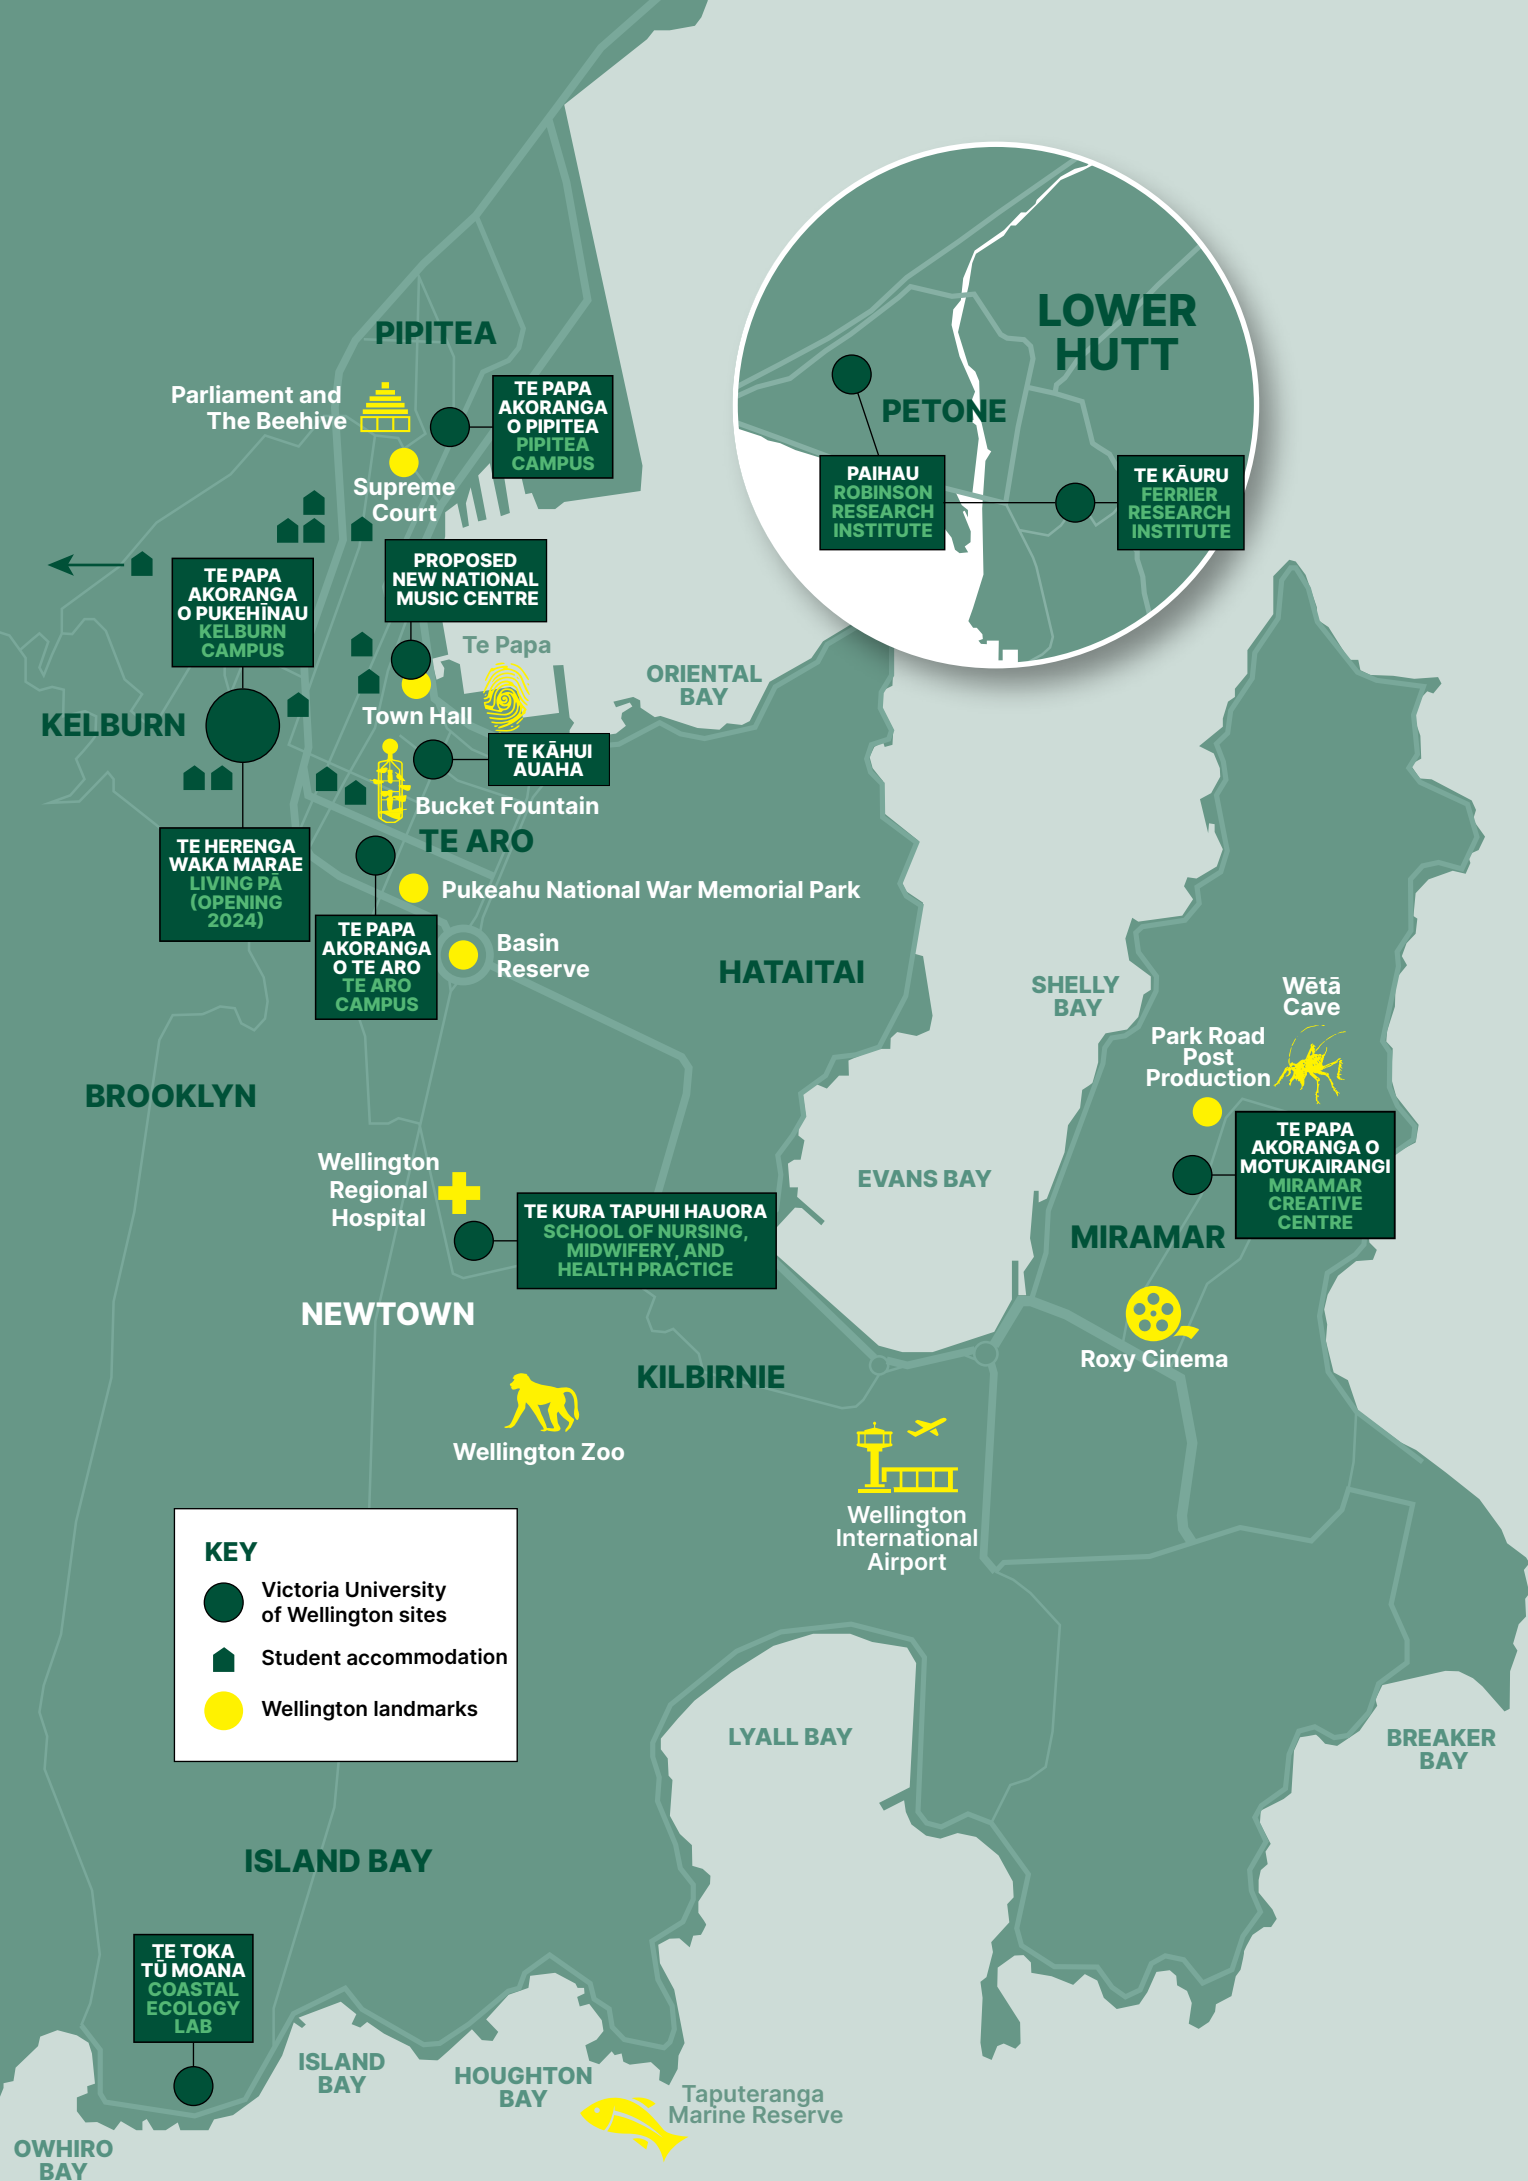 LOWER
HUTT
PETONE
PAIHAU
ROBINSON
RESEARCH
INSTITUTE
TE KĀURU
FERRIER
RESEARCH
INSTITUTE
PIPITEA
Parliament and
The Beehive
TE PAPA
AKORANGA
O PIPITEA
PIPITEA
CAMPUS
Supreme
Court
PROPOSED
NEW NATIONAL
MUSIC CENTRE
TE PAPA
AKORANGA
O PUKEHĪNAU
KELBURN
CAMPUS
Te Papa
ORIENTAL
BAY
KELBURN
Town Hall
TE KĀHUI
AUAHA
Bucket Fountain
TE ARO
TE HERENGA
WAKA MARAE
LIVING PĀ
(OPENING
2024)
Pukeahu National War Memorial Park
TE PAPA
AKORANGA
O TE ARO
TE ARO
CAMPUS
Basin
Reserve
HATAITAI
SHELLY
BAY
Wētā
Cave
Park Road
Post
Production
BROOKLYN
TE PAPA
AKORANGA O
MOTUKAIRANGI
MIRAMAR
CREATIVE
CENTRE
Wellington
Regional
Hospital
EVANS BAY
TE KURA TAPUHI HAUORA
SCHOOL OF NURSING,
MIDWIFERY, AND
HEALTH PRACTICE
MIRAMAR
NEWTOWN
Roxy Cinema
KILBIRNIE
Wellington Zoo
Wellington
International
Airport
KEY
Victoria University
of Wellington sites
Student accommodation
Wellington landmarks
LYALL BAY
BREAKER
BAY
ISLAND BAY
TE TOKA
TŪ MOANA
COASTAL
ECOLOGY
LAB
ISLAND
BAY
HOUGHTON
BAY
Taputeranga
Marine Reserve
OWHIRO
BAY